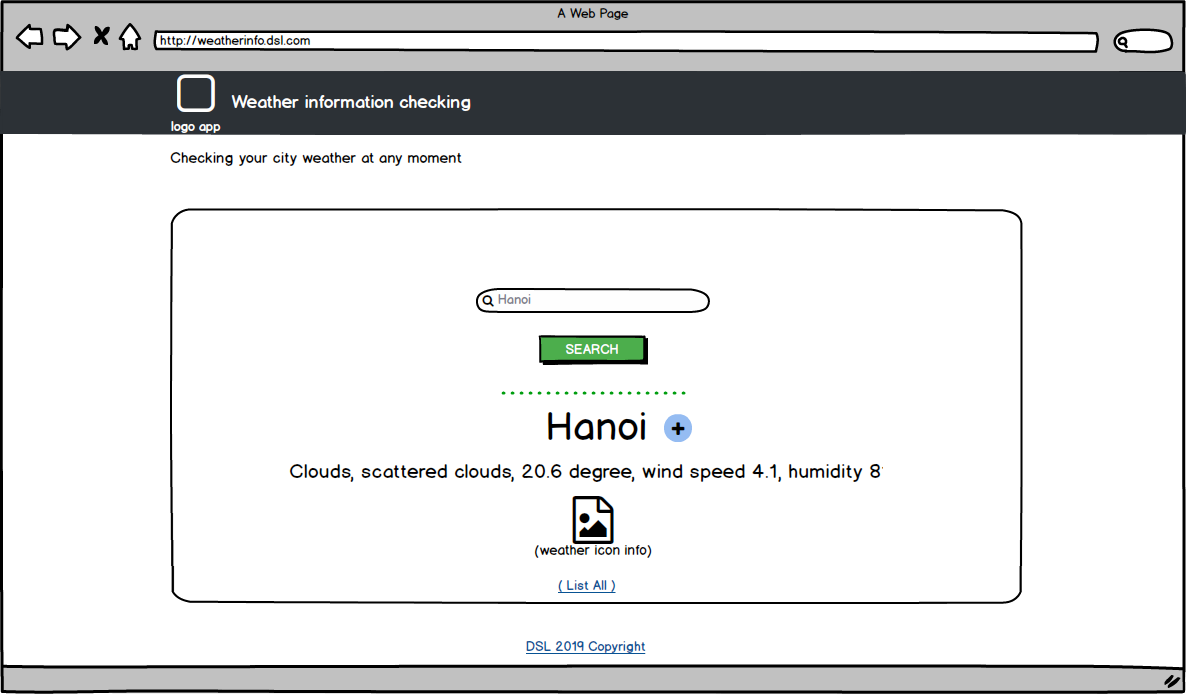 A Web Page
http://weatherinfo.dsl.com
Weather information checking
logo app
Checking your city weather at any moment
Hanoi
SEARCH
Hanoi +
Clouds, scattered clouds, 20.6 degree, wind speed 4.1, humidity
(weather icon info)
( List All )
DSL 2019 Copyright